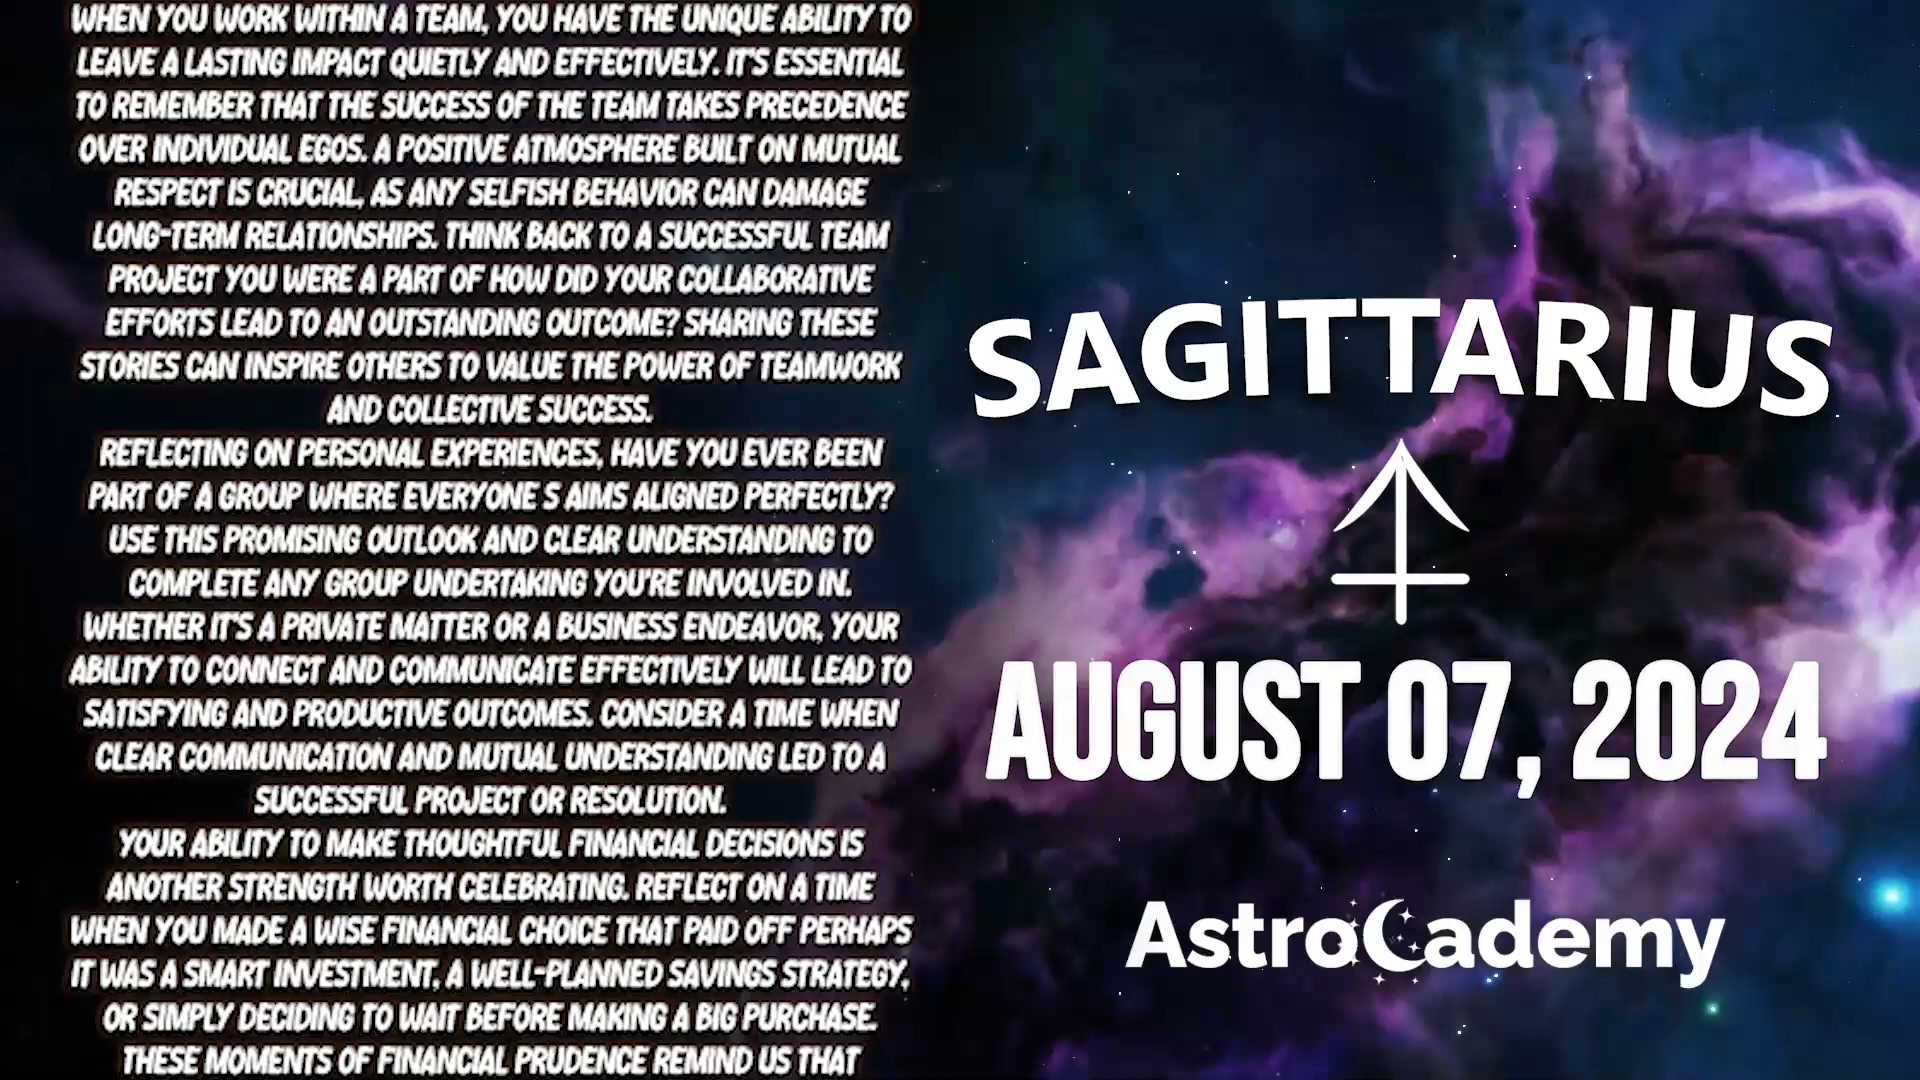 WHEN YOU WORK WITHIN A TEAM, YOU HAVE THE UNIQUE ABILITY TO
LEAVE A LASTING IMPACT QUIETLY AND EFFECTIVELY. IT'S ESSENTIAL
TO REMEMBER THAT THE SUCCESS OF THE TEAM TAKES PRECEDENCE
OVER INDIVIDUAL EGOS. A POSITIVE ATMOSPHERE BUILT ON MUTUAL
RESPECT IS CRUCIAL, AS ANY SELFISH BEHAVIOR CAN DAMAGE
LONG-TERM RELATIONSHIPS. THINK BACK TO A SUCCESSFUL TEAM
PROJECT YOU WERE A PART OF HOW DID YOUR COLLABORATIVE
EFFORTS LEAD TO AN OUTSTANDING OUTCOME? SHARING THESE
STORIES CAN INSPIRE OTHERS TO VALUE THE POWER OF TEAMWORK
AND COLLECTIVE SUCCESS.
REFLECTING ON PERSONAL EXPERIENCES, HAVE YOU EVER BEEN
PART OF A GROUP WHERE EVERYONE S AIMS ALIGNED PERFECTLY?
USE THIS PROMISING OUTLOOK AND CLEAR UNDERSTANDING TO
COMPLETE ANY GROUP UNDERTAKING YOU'RE INVOLVED IN.
WHETHER IT'S A PRIVATE MATTER OR A BUSINESS ENDEAVOR, YOUR
ABILITY TO CONNECT AND COMMUNICATE EFFECTIVELY WILL LEAD TO
SATISFYING AND PRODUCTIVE OUTCOMES. CONSIDER A TIME WHEN
CLEAR COMMUNICATION AND MUTUAL UNDERSTANDING LED TO A
SUCCESSFUL PROJECT OR RESOLUTION.
YOUR ABILITY TO MAKE THOUGHTFUL FINANCIAL DECISIONS IS
ANOTHER STRENGTH WORTH CELEBRATING. REFLECT ON A TIME
WHEN YOU MADE A WISE FINANCIAL CHOICE THAT PAID OFF PERHAPS
IT WAS A SMART INVESTMENT, A WELL-PLANNED SAVINGS STRATEGY,
OR SIMPLY DECIDING TO WAIT BEFORE MAKING A BIG PURCHASE.
THESE MOMENTS OF FINANCIAL PRUDENCE REMIND US THAT
SAGITTARIUS
AUGUST 07, 2024
AstroCademy